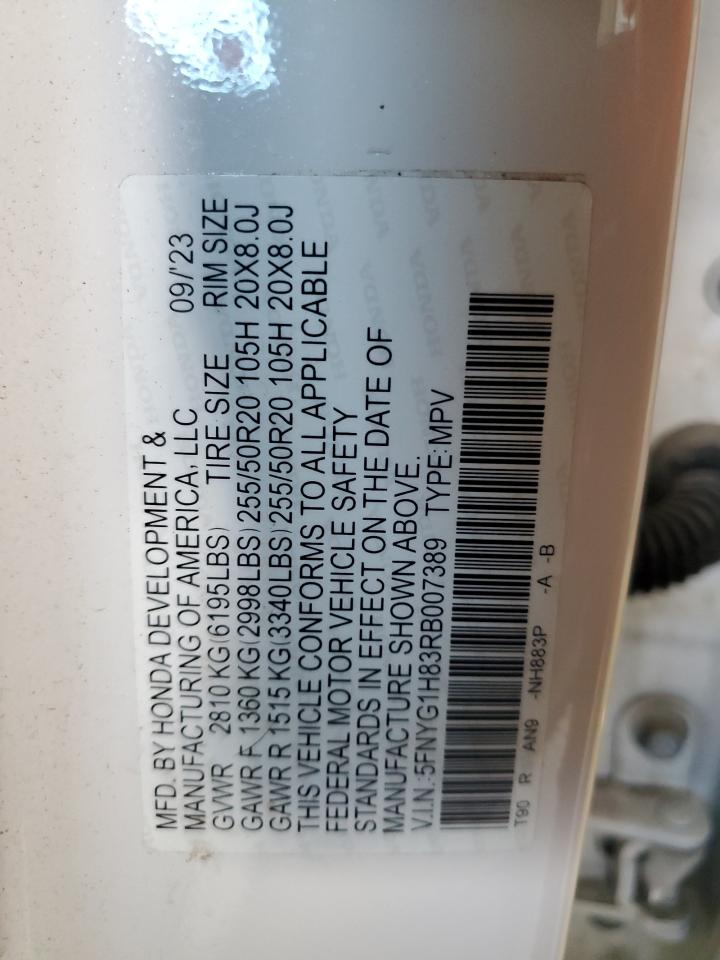 MFD. BY HONDA DEVELOPMENT &
MANUFACTURING OF AMERICA, LLC 09/'23
GVWR 2810 KG(6195LBS) TIRE SIZE RIM SIZE
GAWR F 1360 KG(2998LBS) 255/50R20 105H 20X8.0J
GAWR R 1515 KG(3340LBS) 255/50R20 105H 20X8.0J
THIS VEHICLE CONFORMS TO ALL APPLICABLE
FEDERAL MOTOR VEHICLE SAFETY
STANDARDS IN EFFECT ON THE DATE OF
MANUFACTURE SHOWN ABOVE.
V.I.N.:5FNYG1H83RB007389 TYPE:MPV
T90 R AN9 -NH883P -A -B